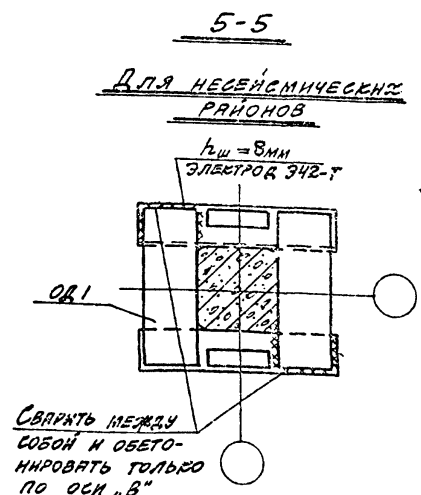 5-5
Для несейсмических
районов
hш = 8мм
электрод Э42-Т
ОД1
Сварить между
собой и обето-
нировать только
по оси „В"